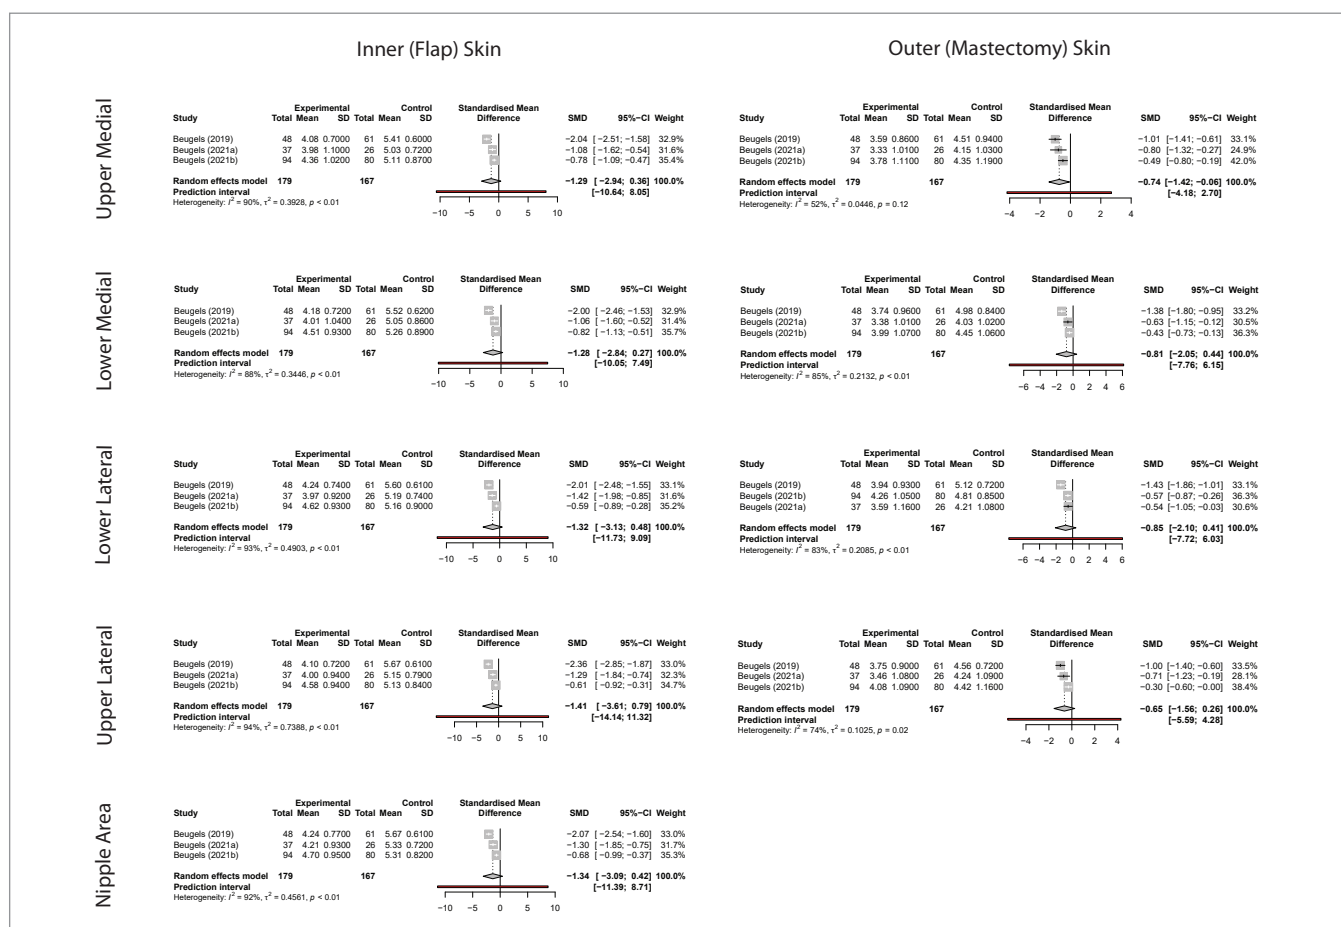 Inner (Flap) Skin
Outer (Mastectomy) Skin
Upper Medial
Experimental Control Standardised Mean
Study Total Mean SD Total Mean SD Difference SMD 95%−CI Weight
Beugels (2019) 48 4.08 0.7000 61 5.41 0.6000 −2.04 [−2.51; −1.58] 32.9%
Beugels (2021a) 37 3.98 1.1000 26 5.03 0.7200 −1.08 [−1.62; −0.54] 31.6%
Beugels (2021b) 94 4.36 1.0200 80 5.11 0.8700 −0.78 [−1.09; −0.47] 35.4%
Random effects model 179 167 −1.29 [−2.94; 0.36] 100.0%
Prediction interval [−10.64; 8.05]
Heterogeneity: I² = 90%, τ² = 0.3928, p < 0.01
−10 −5 0 5 10
Experimental Control Standardised Mean
Study Total Mean SD Total Mean SD Difference SMD 95%−CI Weight
Beugels (2019) 48 3.59 0.8600 61 4.51 0.9400 −1.01 [−1.41; −0.61] 33.1%
Beugels (2021a) 37 3.38 1.0100 26 4.15 1.0300 −0.80 [−1.32; −0.27] 24.9%
Beugels (2021b) 94 3.78 1.1100 80 4.35 1.1900 −0.49 [−0.80; −0.19] 42.0%
Random effects model 179 167 −0.74 [−1.42; −0.06] 100.0%
Prediction interval [−4.18; 2.70]
Heterogeneity: I² = 52%, τ² = 0.0446, p = 0.12
−4 −2 0 2 4
Lower Medial
Experimental Control Standardised Mean
Study Total Mean SD Total Mean SD Difference SMD 95%−CI Weight
Beugels (2019) 48 4.18 0.7200 61 5.52 0.6200 −2.00 [−2.46; −1.53] 32.9%
Beugels (2021a) 37 4.01 1.0400 26 5.05 0.8600 −1.06 [−1.60; −0.52] 31.4%
Beugels (2021b) 94 4.51 0.9300 80 5.26 0.8900 −0.82 [−1.13; −0.51] 35.7%
Random effects model 179 167 −1.28 [−2.84; 0.27] 100.0%
Prediction interval [−10.05; 7.49]
Heterogeneity: I² = 88%, τ² = 0.3446, p < 0.01
−10 −5 0 5 10
Experimental Control Standardised Mean
Study Total Mean SD Total Mean SD Difference SMD 95%−CI Weight
Beugels (2019) 48 3.74 0.9600 61 4.98 0.8400 −1.38 [−1.80; −0.95] 33.2%
Beugels (2021a) 37 3.33 1.0100 26 4.03 1.0200 −0.63 [−1.15; −0.12] 30.5%
Beugels (2021b) 94 3.99 1.0700 80 4.45 1.0600 −0.43 [−0.73; −0.13] 36.3%
Random effects model 179 167 −0.81 [−2.05; 0.44] 100.0%
Prediction interval [−7.76; 6.15]
Heterogeneity: I² = 85%, τ² = 0.2132, p < 0.01
−6 −4 −2 0 2 4 6
Lower Lateral
Experimental Control Standardised Mean
Study Total Mean SD Total Mean SD Difference SMD 95%−CI Weight
Beugels (2019) 48 4.24 0.7400 61 5.60 0.6100 −2.01 [−2.48; −1.55] 33.1%
Beugels (2021a) 37 3.97 0.9200 26 5.19 0.7400 −1.42 [−1.98; −0.85] 31.6%
Beugels (2021b) 94 4.62 0.9300 80 5.16 0.9000 −0.59 [−0.89; −0.28] 35.2%
Random effects model 179 167 −1.32 [−3.13; 0.48] 100.0%
Prediction interval [−11.73; 9.09]
Heterogeneity: I² = 93%, τ² = 0.4903, p < 0.01
−10 −5 0 5 10
Experimental Control Standardised Mean
Study Total Mean SD Total Mean SD Difference SMD 95%−CI Weight
Beugels (2019) 48 3.94 0.9300 61 5.12 0.7200 −1.43 [−1.86; −1.01] 33.1%
Beugels (2021b) 94 4.26 1.0500 80 4.81 0.8500 −0.57 [−0.87; −0.26] 36.3%
Beugels (2021a) 37 3.59 1.1600 26 4.21 1.0800 −0.54 [−1.05; −0.03] 30.6%
Random effects model 179 167 −0.85 [−2.10; 0.41] 100.0%
Prediction interval [−7.72; 6.03]
Heterogeneity: I² = 83%, τ² = 0.2085, p < 0.01
−6 −4 −2 0 2 4 6
Upper Lateral
Experimental Control Standardised Mean
Study Total Mean SD Total Mean SD Difference SMD 95%−CI Weight
Beugels (2019) 48 4.10 0.7200 61 5.67 0.6100 −2.36 [−2.85; −1.87] 33.0%
Beugels (2021a) 37 4.00 0.9400 26 5.15 0.7900 −1.29 [−1.84; −0.74] 32.3%
Beugels (2021b) 94 4.58 0.9400 80 5.13 0.8400 −0.61 [−0.92; −0.31] 34.7%
Random effects model 179 167 −1.41 [−3.61; 0.79] 100.0%
Prediction interval [−14.14; 11.32]
Heterogeneity: I² = 94%, τ² = 0.7388, p < 0.01
−10 −5 0 5 10
Experimental Control Standardised Mean
Study Total Mean SD Total Mean SD Difference SMD 95%−CI Weight
Beugels (2019) 48 3.75 0.9000 61 4.56 0.7200 −1.00 [−1.40; −0.60] 33.5%
Beugels (2021a) 37 3.46 1.0800 26 4.24 1.0900 −0.71 [−1.23; −0.19] 28.1%
Beugels (2021b) 94 4.08 1.0900 80 4.42 1.1600 −0.30 [−0.60; −0.00] 38.4%
Random effects model 179 167 −0.65 [−1.56; 0.26] 100.0%
Prediction interval [−5.59; 4.28]
Heterogeneity: I² = 74%, τ² = 0.1025, p = 0.02
−4 −2 0 2 4
Nipple Area
Experimental Control Standardised Mean
Study Total Mean SD Total Mean SD Difference SMD 95%−CI Weight
Beugels (2019) 48 4.24 0.7700 61 5.67 0.6100 −2.07 [−2.54; −1.60] 33.0%
Beugels (2021a) 37 4.21 0.9300 26 5.33 0.7200 −1.30 [−1.85; −0.75] 31.7%
Beugels (2021b) 94 4.70 0.9500 80 5.31 0.8200 −0.68 [−0.99; −0.37] 35.3%
Random effects model 179 167 −1.34 [−3.09; 0.42] 100.0%
Prediction interval [−11.39; 8.71]
Heterogeneity: I² = 92%, τ² = 0.4561, p < 0.01
−10 −5 0 5 10